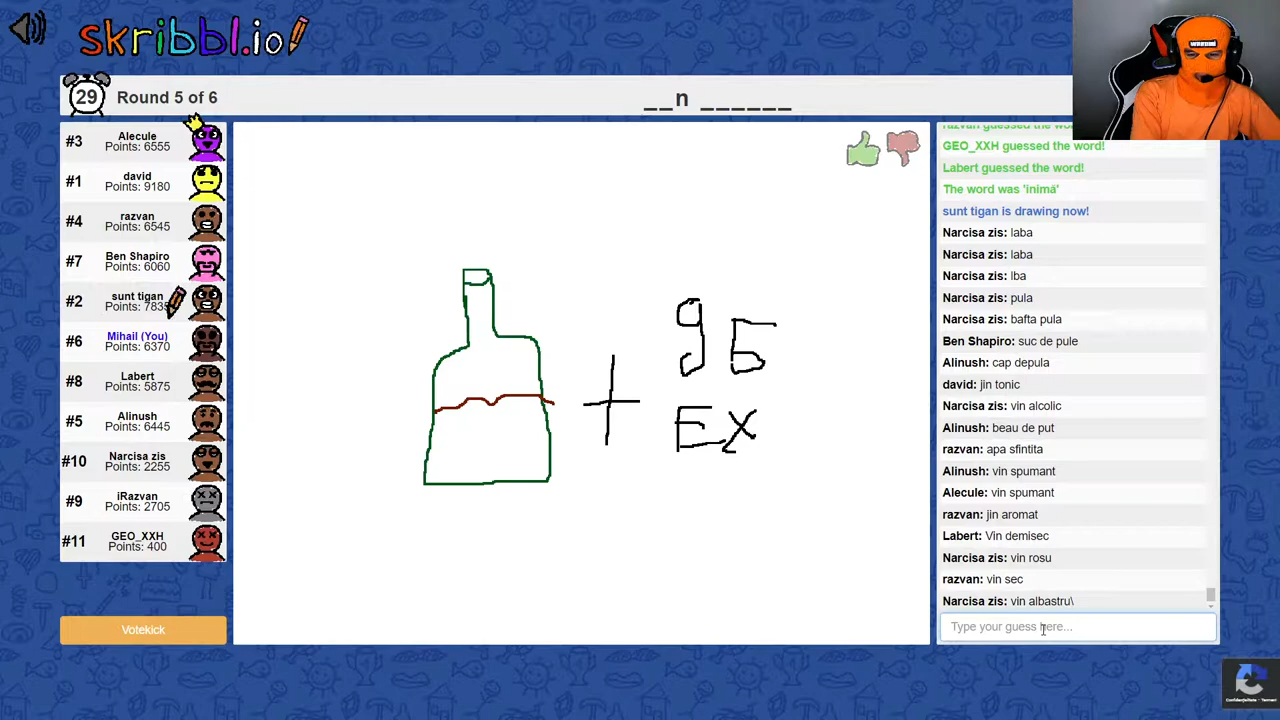 skribbl.io
29 Round 5 of 6
__n ______
#3 Alecule
Points: 6555
#1 david
Points: 9180
#4 razvan
Points: 6545
#7 Ben Shapiro
Points: 6060
#2 sunt tigan
Points: 7835
#6 Mihail (You)
Points: 6370
#8 Labert
Points: 5875
#5 Alinush
Points: 6445
#10 Narcisa zis
Points: 2255
#9 iRazvan
Points: 2705
#11 GEO_XXH
Points: 400
Votekick
95
EX
razvan guessed the word!
GEO_XXH guessed the word!
Labert guessed the word!
The word was 'inimă'
sunt tigan is drawing now!
Narcisa zis: laba
Narcisa zis: laba
Narcisa zis: lba
Narcisa zis: pula
Narcisa zis: bafta pula
Ben Shapiro: suc de pule
Alinush: cap depula
david: jin tonic
Narcisa zis: vin alcolic
Alinush: beau de put
razvan: apa sfintita
Alinush: vin spumant
Alecule: vin spumant
razvan: jin aromat
Labert: Vin demisec
Narcisa zis: vin rosu
razvan: vin sec
Narcisa zis: vin albastru\
Type your guess here...